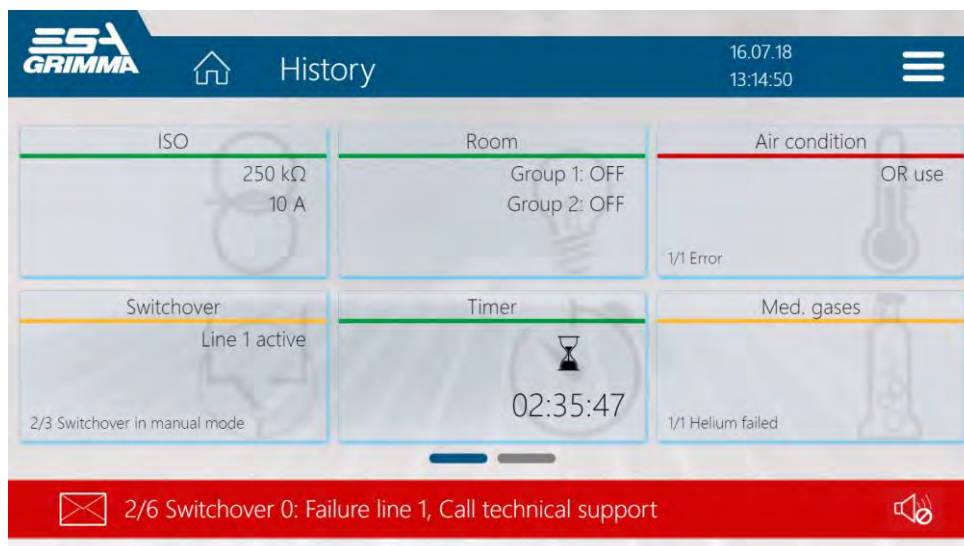 ESA
GRIMMA
History
16.07.18
13:14:50
ISO
250 kΩ
10 A
Room
Group 1: OFF
Group 2: OFF
Air condition
OR use
1/1 Error
Switchover
Line 1 active
2/3 Switchover in manual mode
Timer
02:35:47
Med. gases
1/1 Helium failed
2/6 Switchover 0: Failure line 1, Call technical support